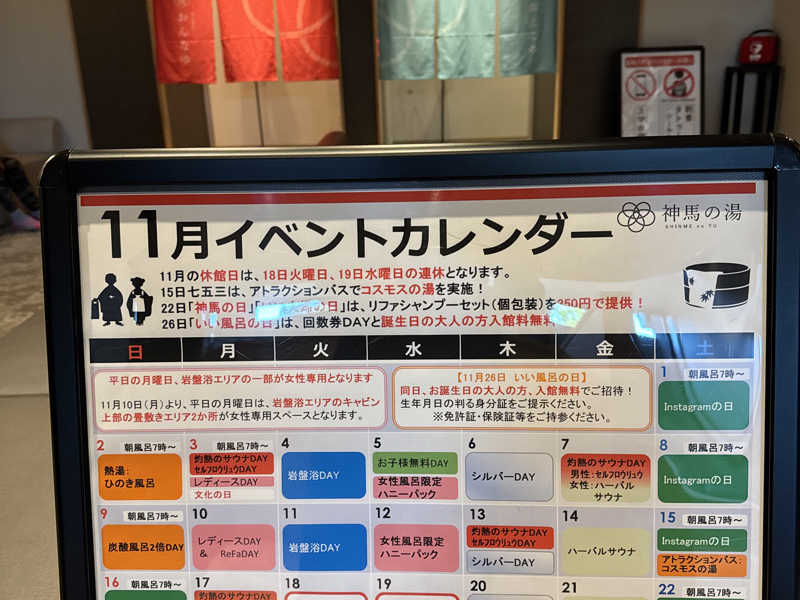 11月イベントカレンダー
神馬の湯
SHINME no YU
11月の休館日は、18日火曜日、19日水曜日の連休となります。
15日七五三は、アトラクションバスでコスモスの湯を実施！
22日「神馬の日」「いい夫婦の日」は、リファシャンプーセット(個包装)を350円で提供！
26日「いい風呂の日」は、回数券DAYと誕生日の大人の方入館料無料
日 月 火 水 木 金 土
平日の月曜日、岩盤浴エリアの一部が女性専用となります
11月10日(月)より、平日の月曜日は、岩盤浴エリアのキャビン
上部の畳敷きエリア2か所が女性専用スペースとなります。
【11月26日 いい風呂の日】
同日、お誕生日の大人の方、入館無料でご招待！
生年月日の判る身分証をご提示ください。
※免許証・保険証等をご持参ください。
1 朝風呂7時～
Instagramの日
2 朝風呂7時～
熱湯:
ひのき風呂
3 朝風呂7時～
灼熱のサウナDAY
セルフロウリュウDAY
レディースDAY
文化の日
4
岩盤浴DAY
5
お子様無料DAY
女性風呂限定
ハニーパック
6
シルバーDAY
7
灼熱のサウナDAY
男性:セルフロウリュウ
女性:ハーバル
サウナ
8 朝風呂7時～
Instagramの日
9 朝風呂7時～
炭酸風呂2倍DAY
10
レディースDAY
& ReFaDAY
11
岩盤浴DAY
12
女性風呂限定
ハニーパック
13
灼熱のサウナDAY
セルフロウリュウDAY
シルバーDAY
14
ハーバルサウナ
15 朝風呂7時～
Instagramの日
アトラクションバス:
コスモスの湯
16 朝風呂7時～
17
灼熱のサウナDAY
18
19
20
21
22 朝風呂7時～